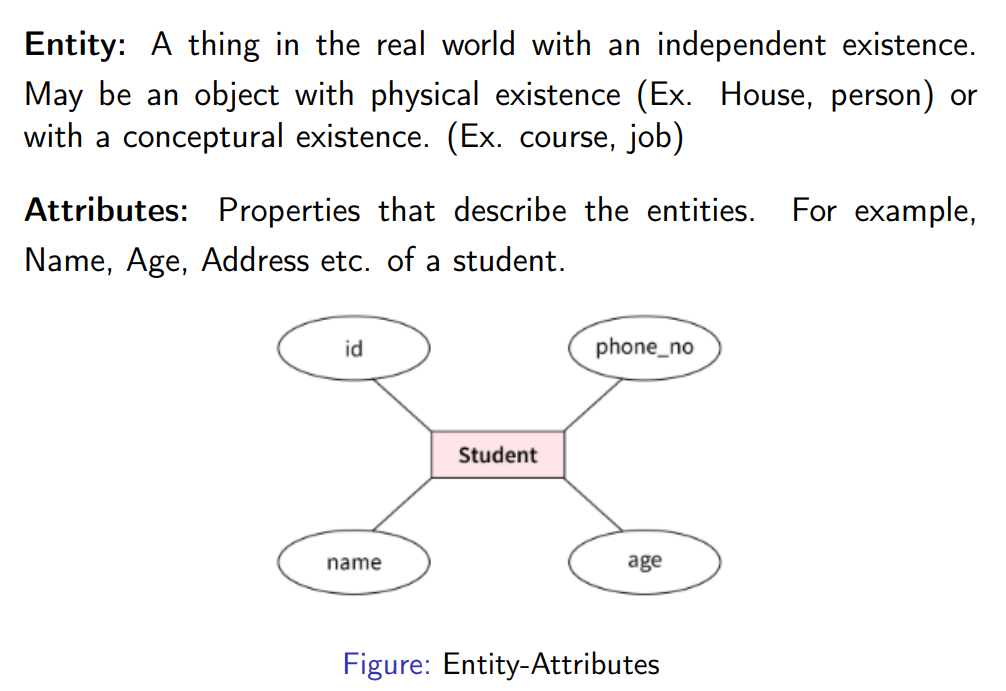 Entity: A thing in the real world with an independent existence.
May be an object with physical existence (Ex. House, person) or
with a conceptural existence. (Ex. course, job)
Attributes: Properties that describe the entities. For example,
Name, Age, Address etc. of a student.
id
phone_no
Student
name
age
Figure: Entity-Attributes